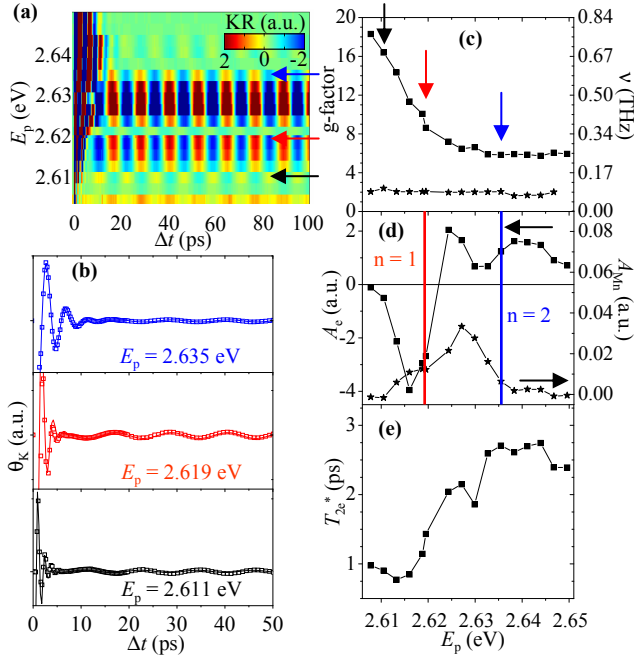 (a)
KR (a.u.)
2 0 -2
2.64
2.63
2.62
2.61
E_p (eV)
0 20 40 60 80 100
Δt (ps)
(b)
E_p = 2.635 eV
E_p = 2.619 eV
E_p = 2.611 eV
θ_K (a.u.)
0 10 20 30 40 50
Δt (ps)
(c)
20
16
12
8
4
0
g-factor
0.84
0.67
0.50
0.34
0.17
0.00
ν (THz)
(d)
n = 1
n = 2
2
0
-2
-4
A_e (a.u.)
0.08
0.06
0.04
0.02
0.00
A_Mn (a.u.)
(e)
3
2
1
T_2e* (ps)
2.61 2.62 2.63 2.64 2.65
E_p (eV)